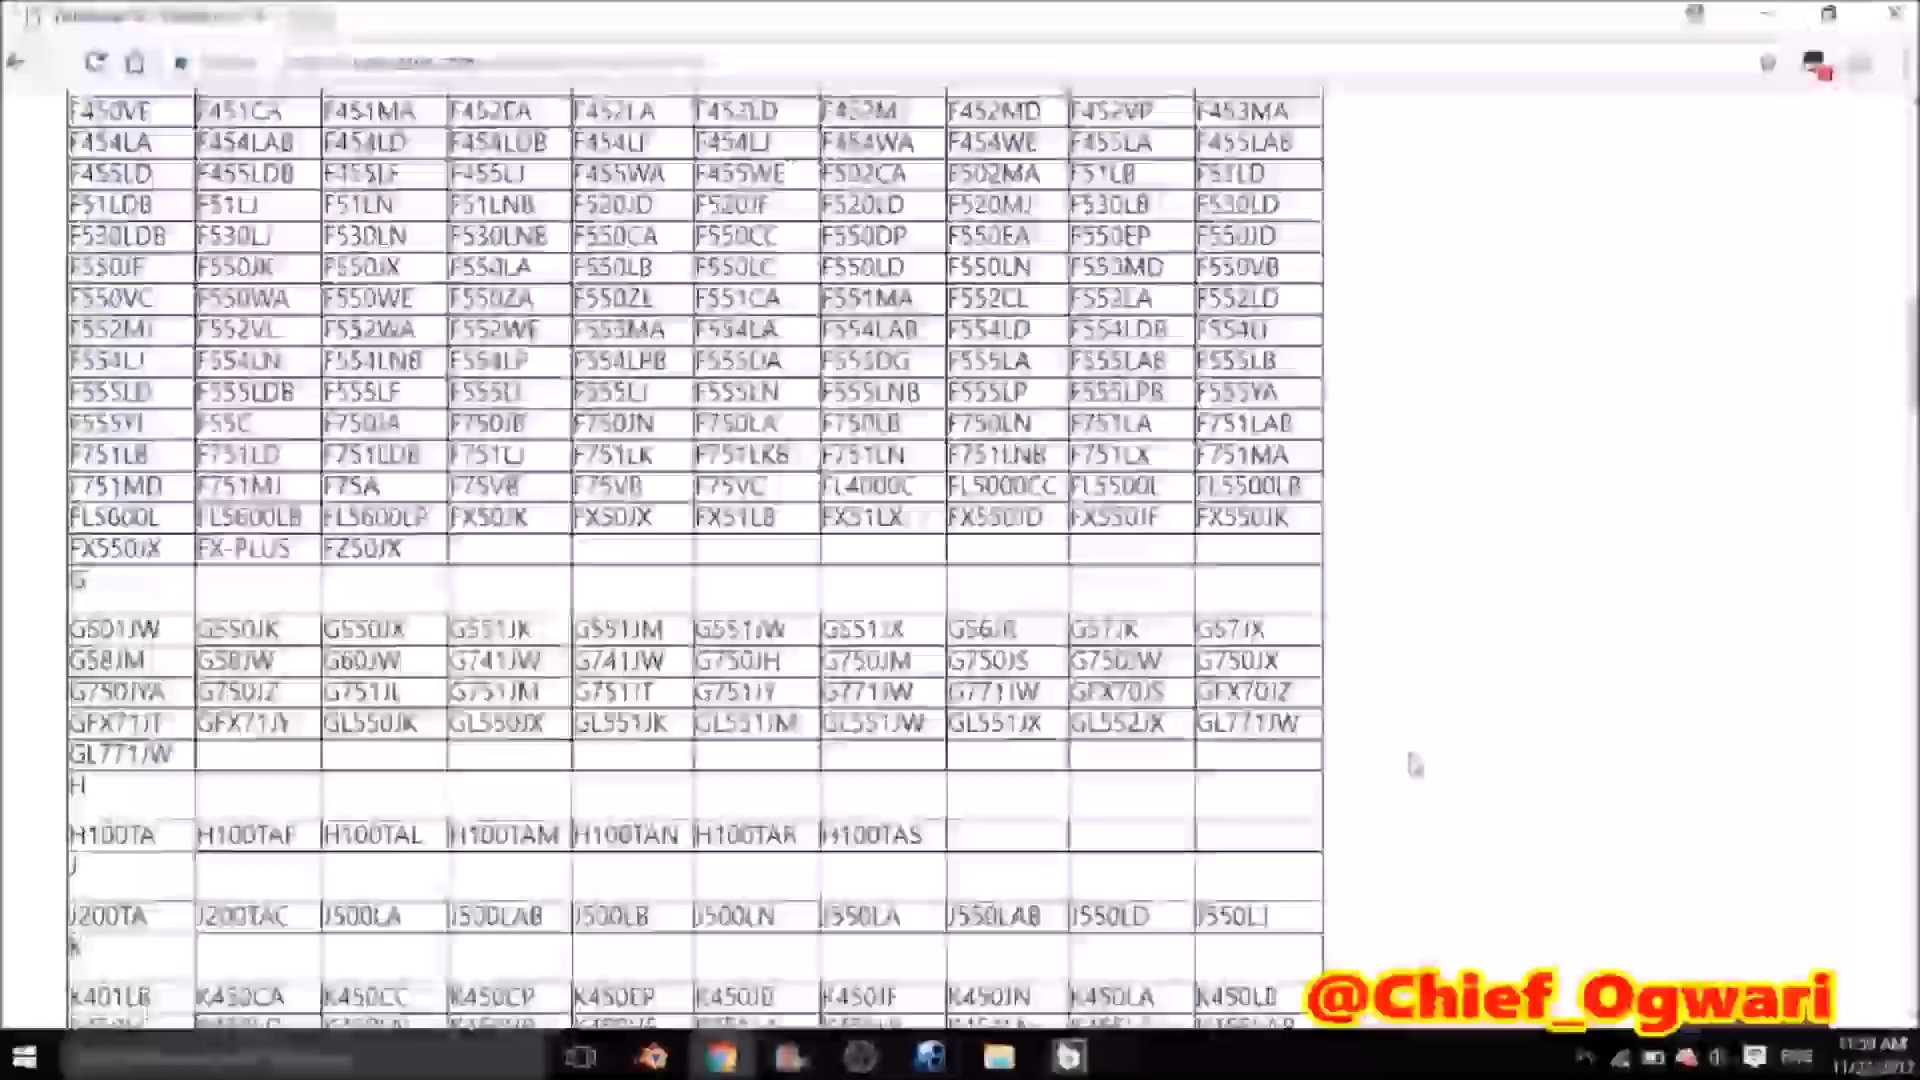 F450VE F451CA F451MA F452EA F452LA F452LD F452MD F452VP F453MA
F454LA F454LAB F454LD F454LDB F454LF F454LJ F454WA F454WE F455LA F455LAB
F455LD F455LDB F455LF F455LJ F455WA F455WE F502CA F502MA F51LB F51LD
F51LDB F51LJ F51LN F51LNB F520JD F520JF F520LD F520MJ F530LB F530LD
F530LDB F530LJ F530LN F530LNB F550CA F550CC F550DP F550EA F550EP F550JD
F550JF F550JK F550JX F550LA F550LB F550LC F550LD F550LN F550MD F550VB
F550VC F550WA F550WE F550ZA F550ZE F551CA F551MA F552CL F552LA F552LD
F552MJ F552VL F552WA F552WE F553MA F554LA F554LAB F554LD F554LDB
F554LJ F554LN F554LNB F554LP F554LPB F555DA F555DG F555LA F555LAB F555LB
F555LD F555LDB F555LF F555LJ F555LN F555LNB F555LP F555LPB F555YA
F555YI F55C F750JA F750JB F750JN F750LA F750LB F750LN F751LA F751LAB
F751LB F751LD F751LDB F751LJ F751LK F751LKB F751LN F751LNB F751LX F751MA
F751MD F751MJ F75A F75VB F75VC FL4000C FL5000CC FL5500L FL5500LB
FL5600L FL5600LB FL5600LP FX50JK FX50JX FX51LB FX51LX FX550JD FX550JF FX550JK
FX550JX FX-PLUS FZ50JX
G
G501JW G550JK G550JX G551JK G551JM G551JW G551JX G56JR G57JK G57JX
G58JM G58JW G60JW G741JW G741JW G750JH G750JM G750JS G750JW G750JX
G750JYA G750JZ G751JL G751JM G751JT G751JY G771JW G771JW GFX70JS GFX70JZ
GFX71JT GFX71JY GL550JK GL550JX GL551JK GL551JM GL551JW GL551JX GL552JX GL771JW
GL771JW
H
H100TA H100TAF H100TAL H100TAM H100TAN H100TAR H100TAS
J
J200TA J200TAC J500LA J500LAB J500LB J500LN J550LA J550LAB J550LD J550LJ
K
K401LB K450CA K450CC K450CP K450EP K450JD K450JF K450JN K450LA K450LD
@Chief_Ogwari
11:59 AM